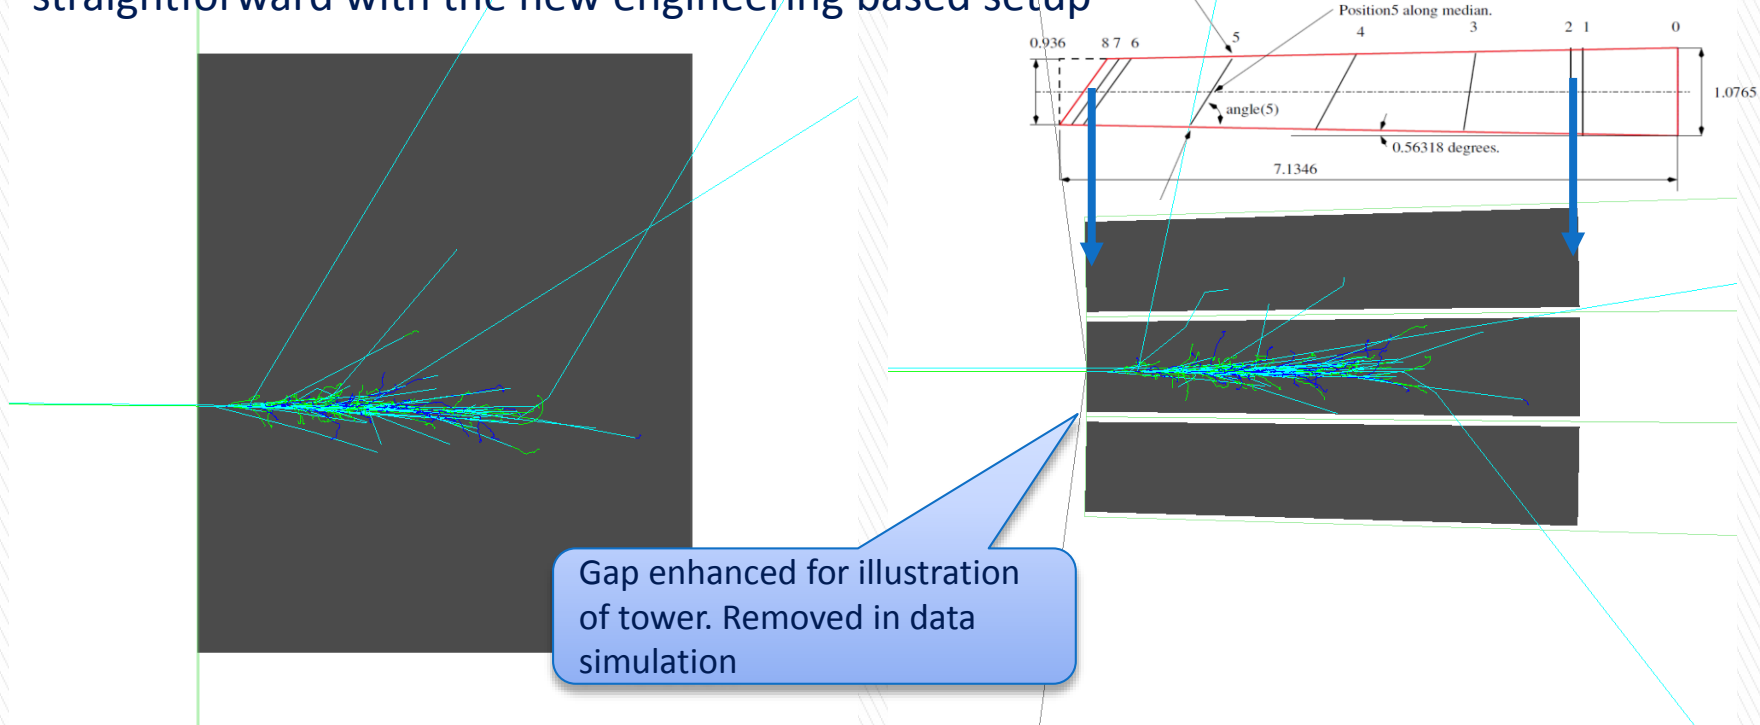 straightforward with the new engineering based setup
Position5 along median.
0.936 8 7 6 5 4 3 2 1 0
1.0765
angle(5)
0.56318 degrees.
7.1346
Gap enhanced for illustration
of tower. Removed in data
simulation